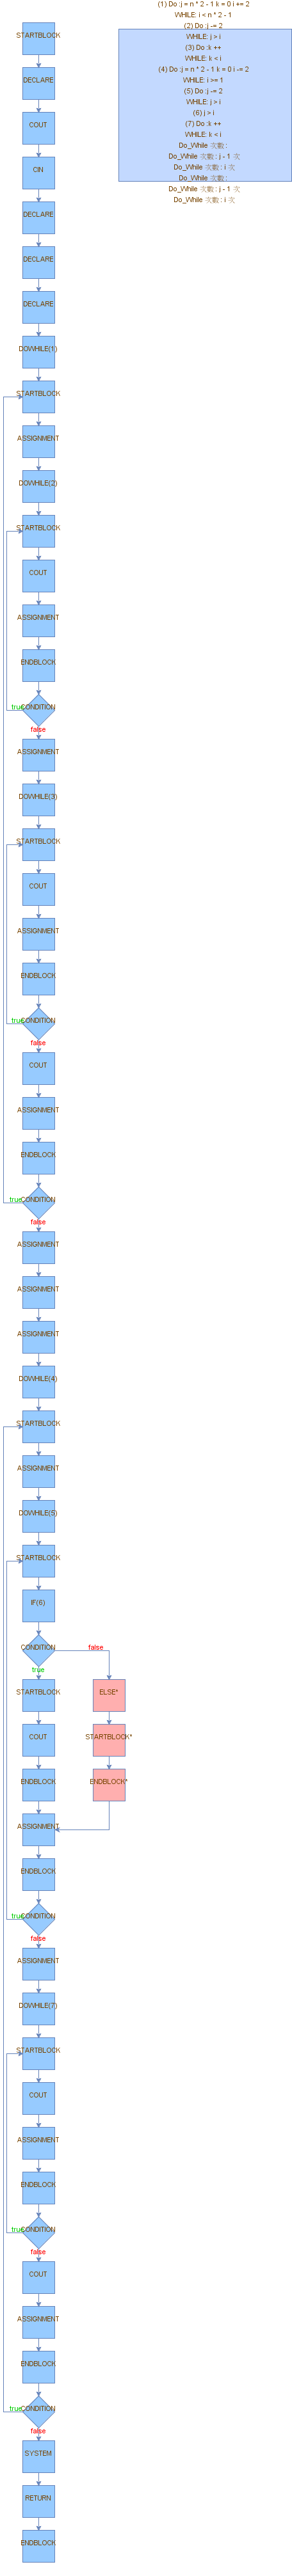 (1) Do :j = n * 2 - 1 k = 0 i += 2
WHILE: i < n * 2 - 1
(2) Do :j -= 2
WHILE: j > i
(3) Do :k ++
WHILE: k < i
(4) Do :j = n * 2 - 1 k = 0 i -= 2
WHILE: i >= 1
(5) Do :j -= 2
WHILE: j > i
(6) j > i
(7) Do :k ++
WHILE: k < i
Do_While 次數 :
Do_While 次數 : j - 1 次
Do_While 次數 : i 次
Do_While 次數 :
Do_While 次數 : j - 1 次
Do_While 次數 : i 次
STARTBLOCK
DECLARE
COUT
CIN
DECLARE
DECLARE
DECLARE
DOWHILE(1)
STARTBLOCK
ASSIGNMENT
DOWHILE(2)
STARTBLOCK
COUT
ASSIGNMENT
ENDBLOCK
true CONDITION
false
ASSIGNMENT
DOWHILE(3)
STARTBLOCK
COUT
ASSIGNMENT
ENDBLOCK
true CONDITION
false
COUT
ASSIGNMENT
ENDBLOCK
true CONDITION
false
ASSIGNMENT
ASSIGNMENT
ASSIGNMENT
DOWHILE(4)
STARTBLOCK
ASSIGNMENT
DOWHILE(5)
STARTBLOCK
IF(6)
CONDITION false
true
STARTBLOCK ELSE*
COUT STARTBLOCK*
ENDBLOCK ENDBLOCK*
ASSIGNMENT
ENDBLOCK
true CONDITION
false
ASSIGNMENT
DOWHILE(7)
STARTBLOCK
COUT
ASSIGNMENT
ENDBLOCK
true CONDITION
false
COUT
ASSIGNMENT
ENDBLOCK
true CONDITION
false
SYSTEM
RETURN
ENDBLOCK